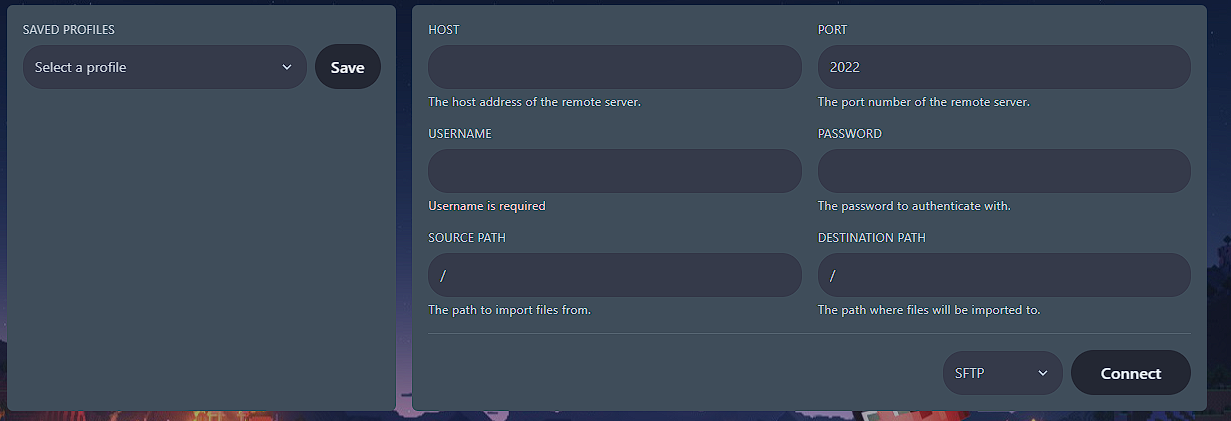 SAVED PROFILES
Select a profile
Save
HOST
PORT
2022
The host address of the remote server.
The port number of the remote server.
USERNAME
PASSWORD
Username is required
The password to authenticate with.
SOURCE PATH
DESTINATION PATH
/
/
The path to import files from.
The path where files will be imported to.
SFTP
Connect